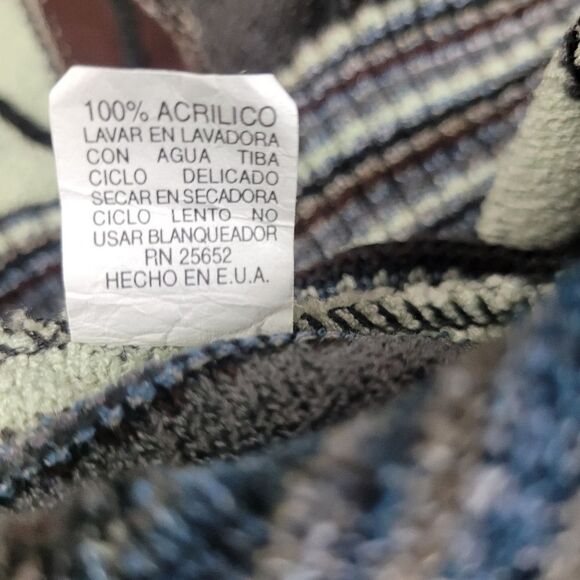 100% ACRILICO
LAVAR EN LAVADORA
CON AGUA TIBA
CICLO DELICADO
SECAR EN SECADORA
CICLO LENTO NO
USAR BLANQUEADOR
RN 25652
HECHO EN E.U.A.